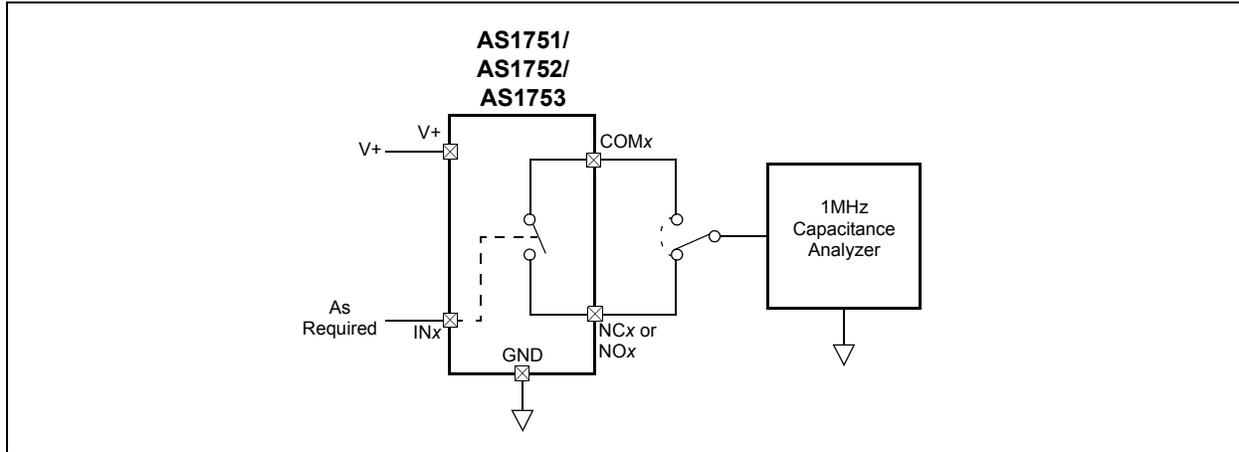 AS1751/
AS1752/
AS1753
V+
V+
COMx
1MHz
Capacitance
Analyzer
As
Required
INx
NCx or
NOx
GND